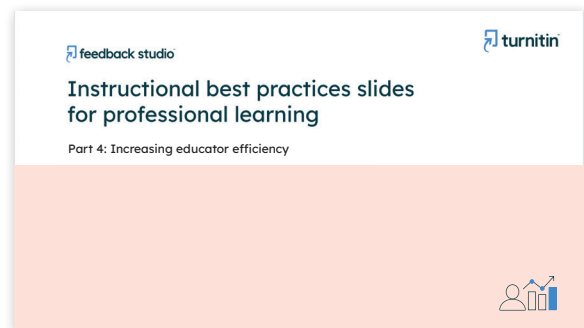 feedback studio
turnitin
Instructional best practices slides
for professional learning
Part 4: Increasing educator efficiency